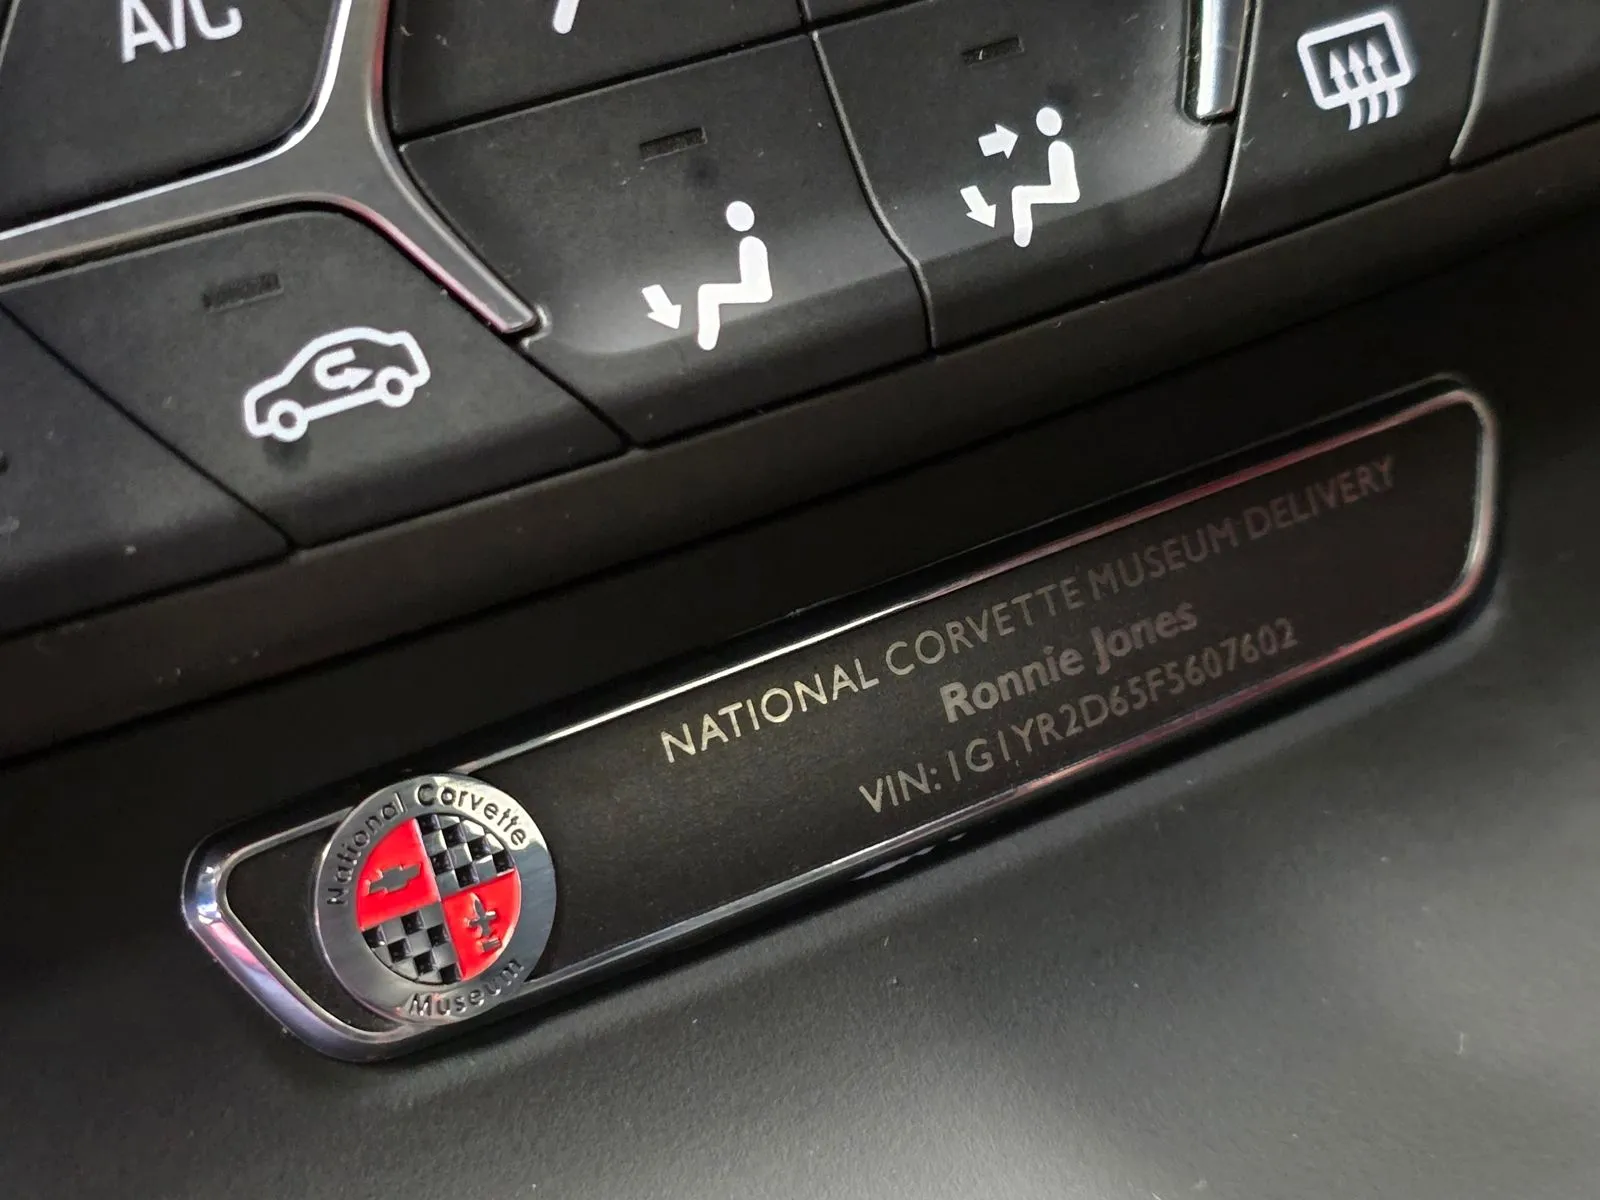 A/C
NATIONAL CORVETTE MUSEUM DELIVERY
Ronnie Jones
VIN: 1G1YR2D65F5607602
National Corvette
Museum